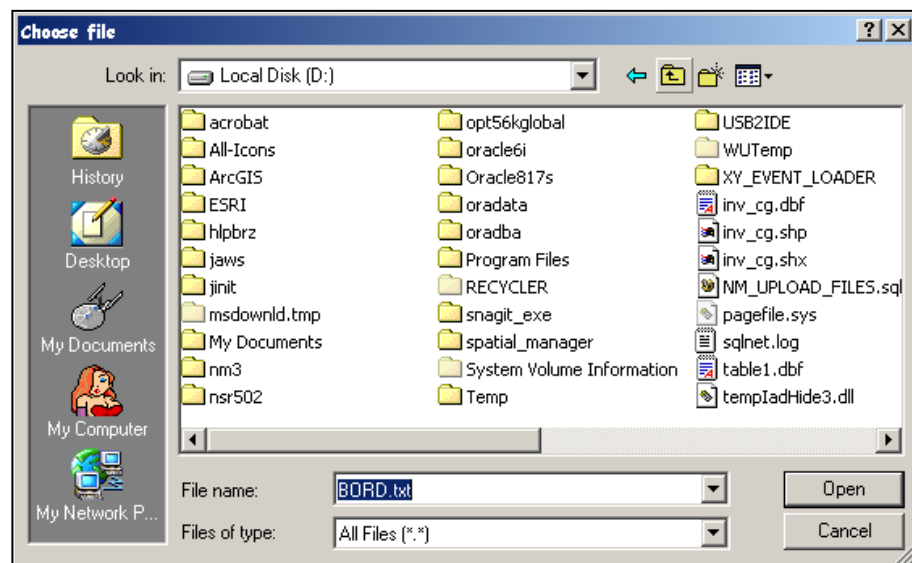 Choose file
Look in: Local Disk (D:)
History
Desktop
My Documents
My Computer
My Network P...
acrobat
All-Icons
ArcGIS
ESRI
hlpbrz
jaws
jinit
msdownld.tmp
My Documents
nm3
nsr502
opt56kglobal
oracle6i
Oracle817s
oradata
oradba
Program Files
RECYCLER
snagit_exe
spatial_manager
System Volume Information
Temp
USB2IDE
WUTemp
XY_EVENT_LOADER
inv_cg.dbf
inv_cg.shp
inv_cg.shx
NM_UPLOAD_FILES.sql
pagefile.sys
sqlnet.log
table1.dbf
tempIadHide3.dll
File name: BORD.txt Open
Files of type: All Files (*.*) Cancel